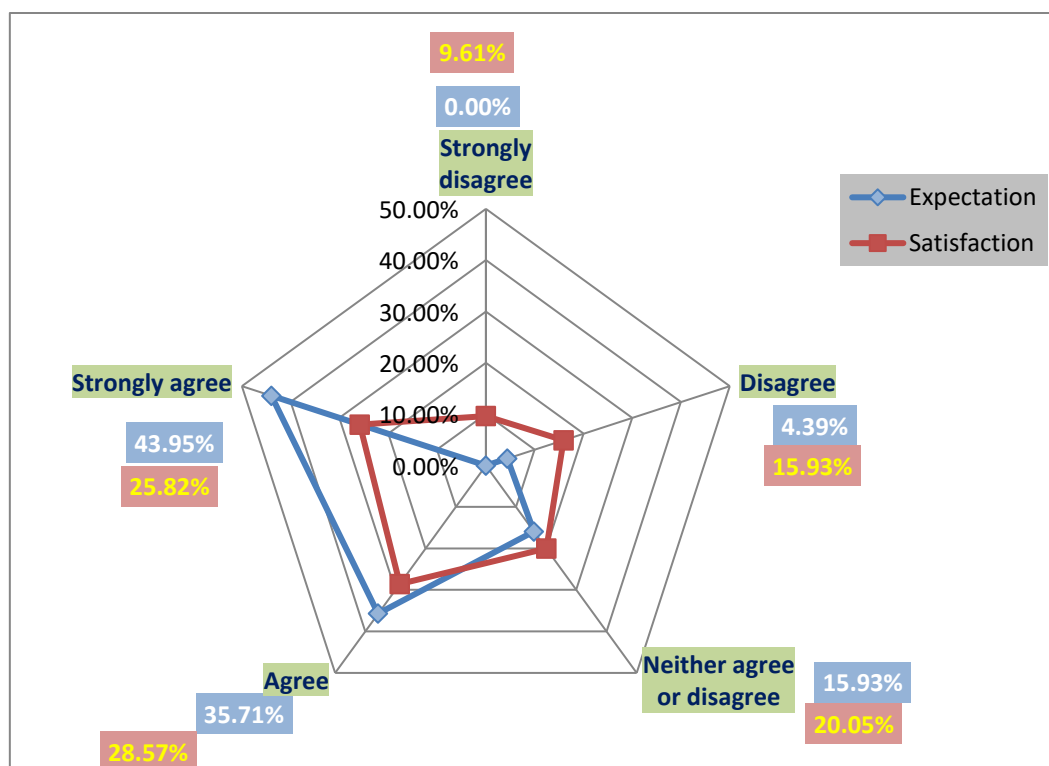 9.61%
0.00%
Strongly
disagree
50.00%
40.00%
30.00%
20.00%
10.00%
0.00%
Expectation
Satisfaction
Strongly agree
43.95%
25.82%
Disagree
4.39%
15.93%
Agree
35.71%
28.57%
Neither agree
or disagree
15.93%
20.05%